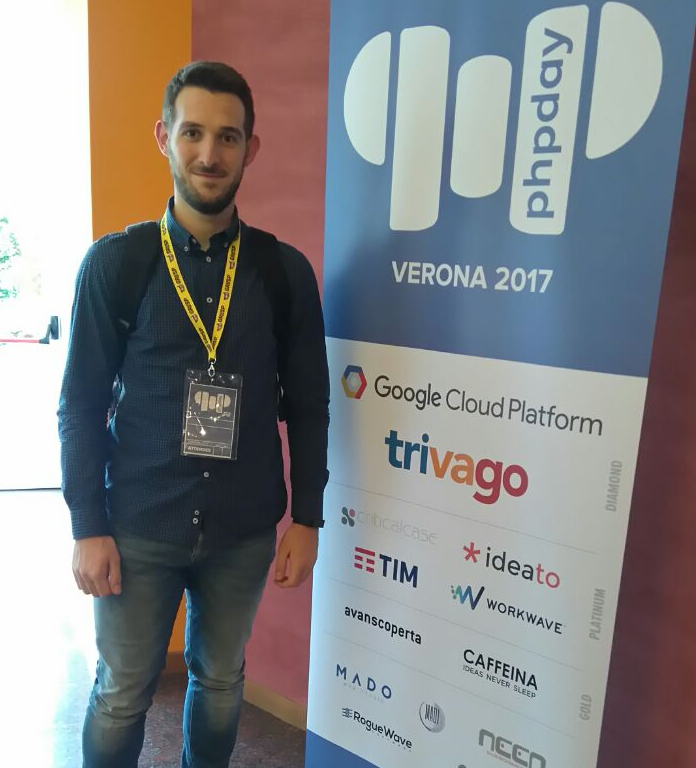 phpday
VERONA 2017
Google Cloud Platform
trivago
DIAMOND
criticalcase
ideato
TIM
WORKWAVE
PLATINUM
avanscoperta
CAFFEINA
IDEAS NEVER SLEEP
GOLD
MADO
RogueWave
ATTENDEE